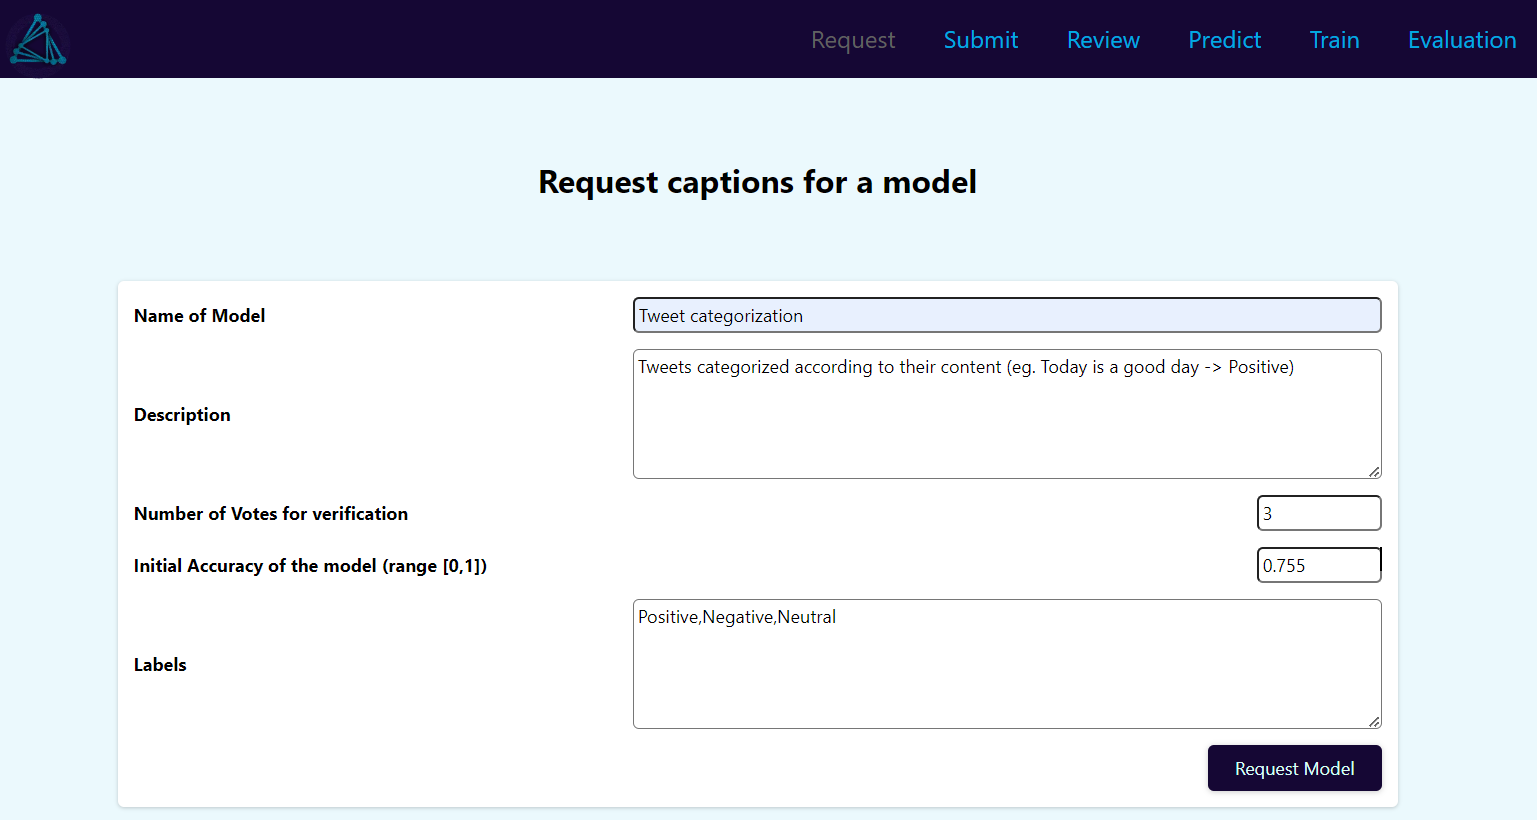 Request Submit Review Predict Train Evaluation
Request captions for a model
Name of Model
Tweet categorization
Description
Tweets categorized according to their content (eg. Today is a good day -> Positive)
Number of Votes for verification
3
Initial Accuracy of the model (range [0,1])
0.755
Labels
Positive,Negative,Neutral
Request Model